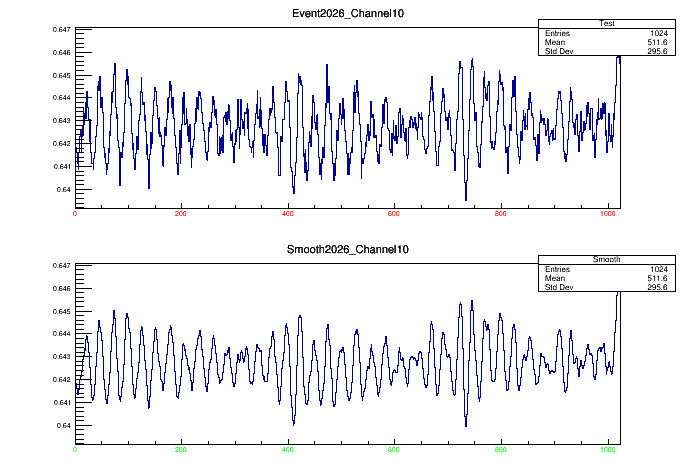 Event2026_Channel10
Test
Entries 1024
Mean 511.6
Std Dev 295.6
0.647
0.646
0.645
0.644
0.643
0.642
0.641
0.64
0 200 400 600 800 1000
Smooth2026_Channel10
Smooth
Entries 1024
Mean 511.6
Std Dev 295.6
0.647
0.646
0.645
0.644
0.643
0.642
0.641
0.64
0 200 400 600 800 1000